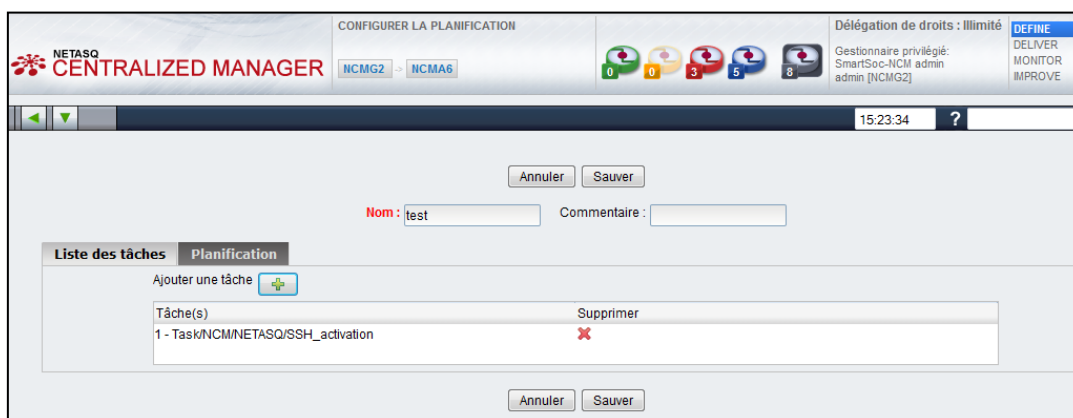 CONFIGURER LA PLANIFICATION
Délégation de droits : Illimité
DEFINE
NETASQ
CENTRALIZED MANAGER
NCMG2
NCMA6
0
0
3
5
8
Gestionnaire privilégié:
SmartSoc-NCM admin
admin [NCMG2]
DELIVER
MONITOR
IMPROVE
15:23:34
?
Annuler Sauver
Nom : test Commentaire :
Liste des tâches Planification
Ajouter une tâche
Tâche(s) Supprimer
1 - Task/NCM/NETASQ/SSH_activation
Annuler Sauver